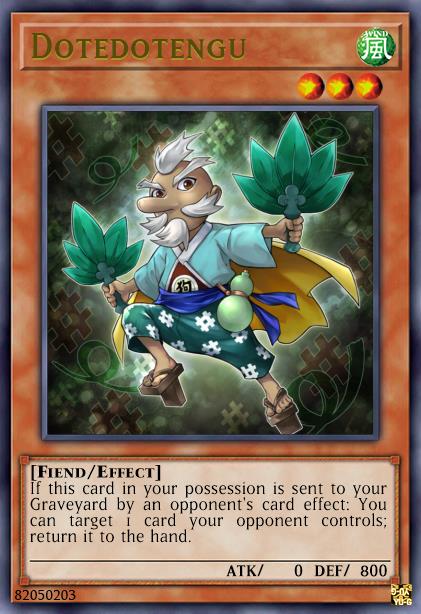 DOTEDOTENGU
WIND
風
狗
[FIEND/EFFECT]
If this card in your possession is sent to your
Graveyard by an opponent's card effect: You
can target 1 card your opponent controls;
return it to the hand.
ATK/ 0 DEF/ 800
82050203